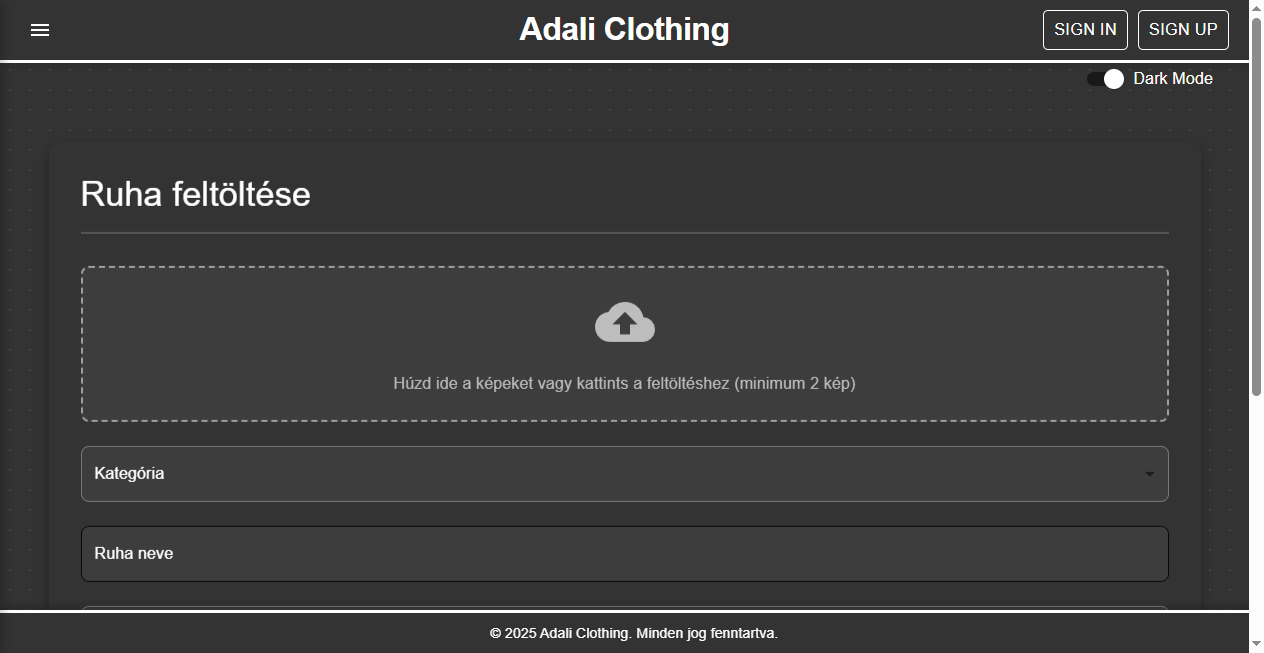 Adali Clothing
SIGN IN
SIGN UP
Dark Mode
Ruha feltöltése
Húzd ide a képeket vagy kattints a feltöltéshez (minimum 2 kép)
Kategória
Ruha neve
© 2025 Adali Clothing. Minden jog fenntartva.